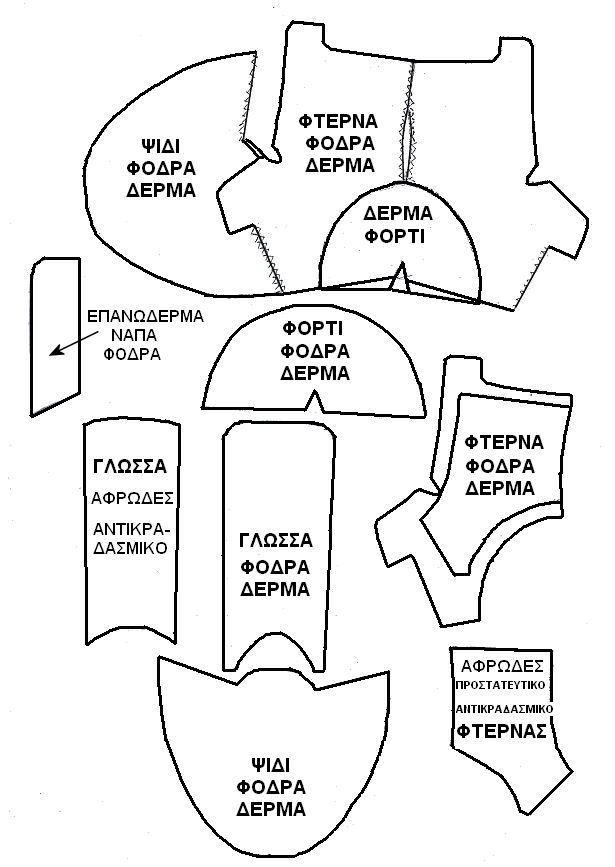 ΨΙΔΙ
ΦΟΔΡΑ
ΔΕΡΜΑ
ΦΤΕΡΝΑ
ΦΟΔΡΑ
ΔΕΡΜΑ
ΔΕΡΜΑ
ΦΟΡΤΙ
ΕΠΑΝΩΔΕΡΜΑ
ΝΑΠΑ
ΦΟΔΡΑ
ΦΟΡΤΙ
ΦΟΔΡΑ
ΔΕΡΜΑ
ΓΛΩΣΣΑ
ΑΦΡΩΔΕΣ
ΑΝΤΙΚΡΑ-
ΔΑΣΜΙΚΟ
ΓΛΩΣΣΑ
ΦΟΔΡΑ
ΔΕΡΜΑ
ΦΤΕΡΝΑ
ΦΟΔΡΑ
ΔΕΡΜΑ
ΑΦΡΩΔΕΣ
ΠΡΟΣΤΑΤΕΥΤΙΚΟ
ΑΝΤΙΚΡΑΔΑΣΜΙΚΟ
ΦΤΕΡΝΑΣ
ΨΙΔΙ
ΦΟΔΡΑ
ΔΕΡΜΑ